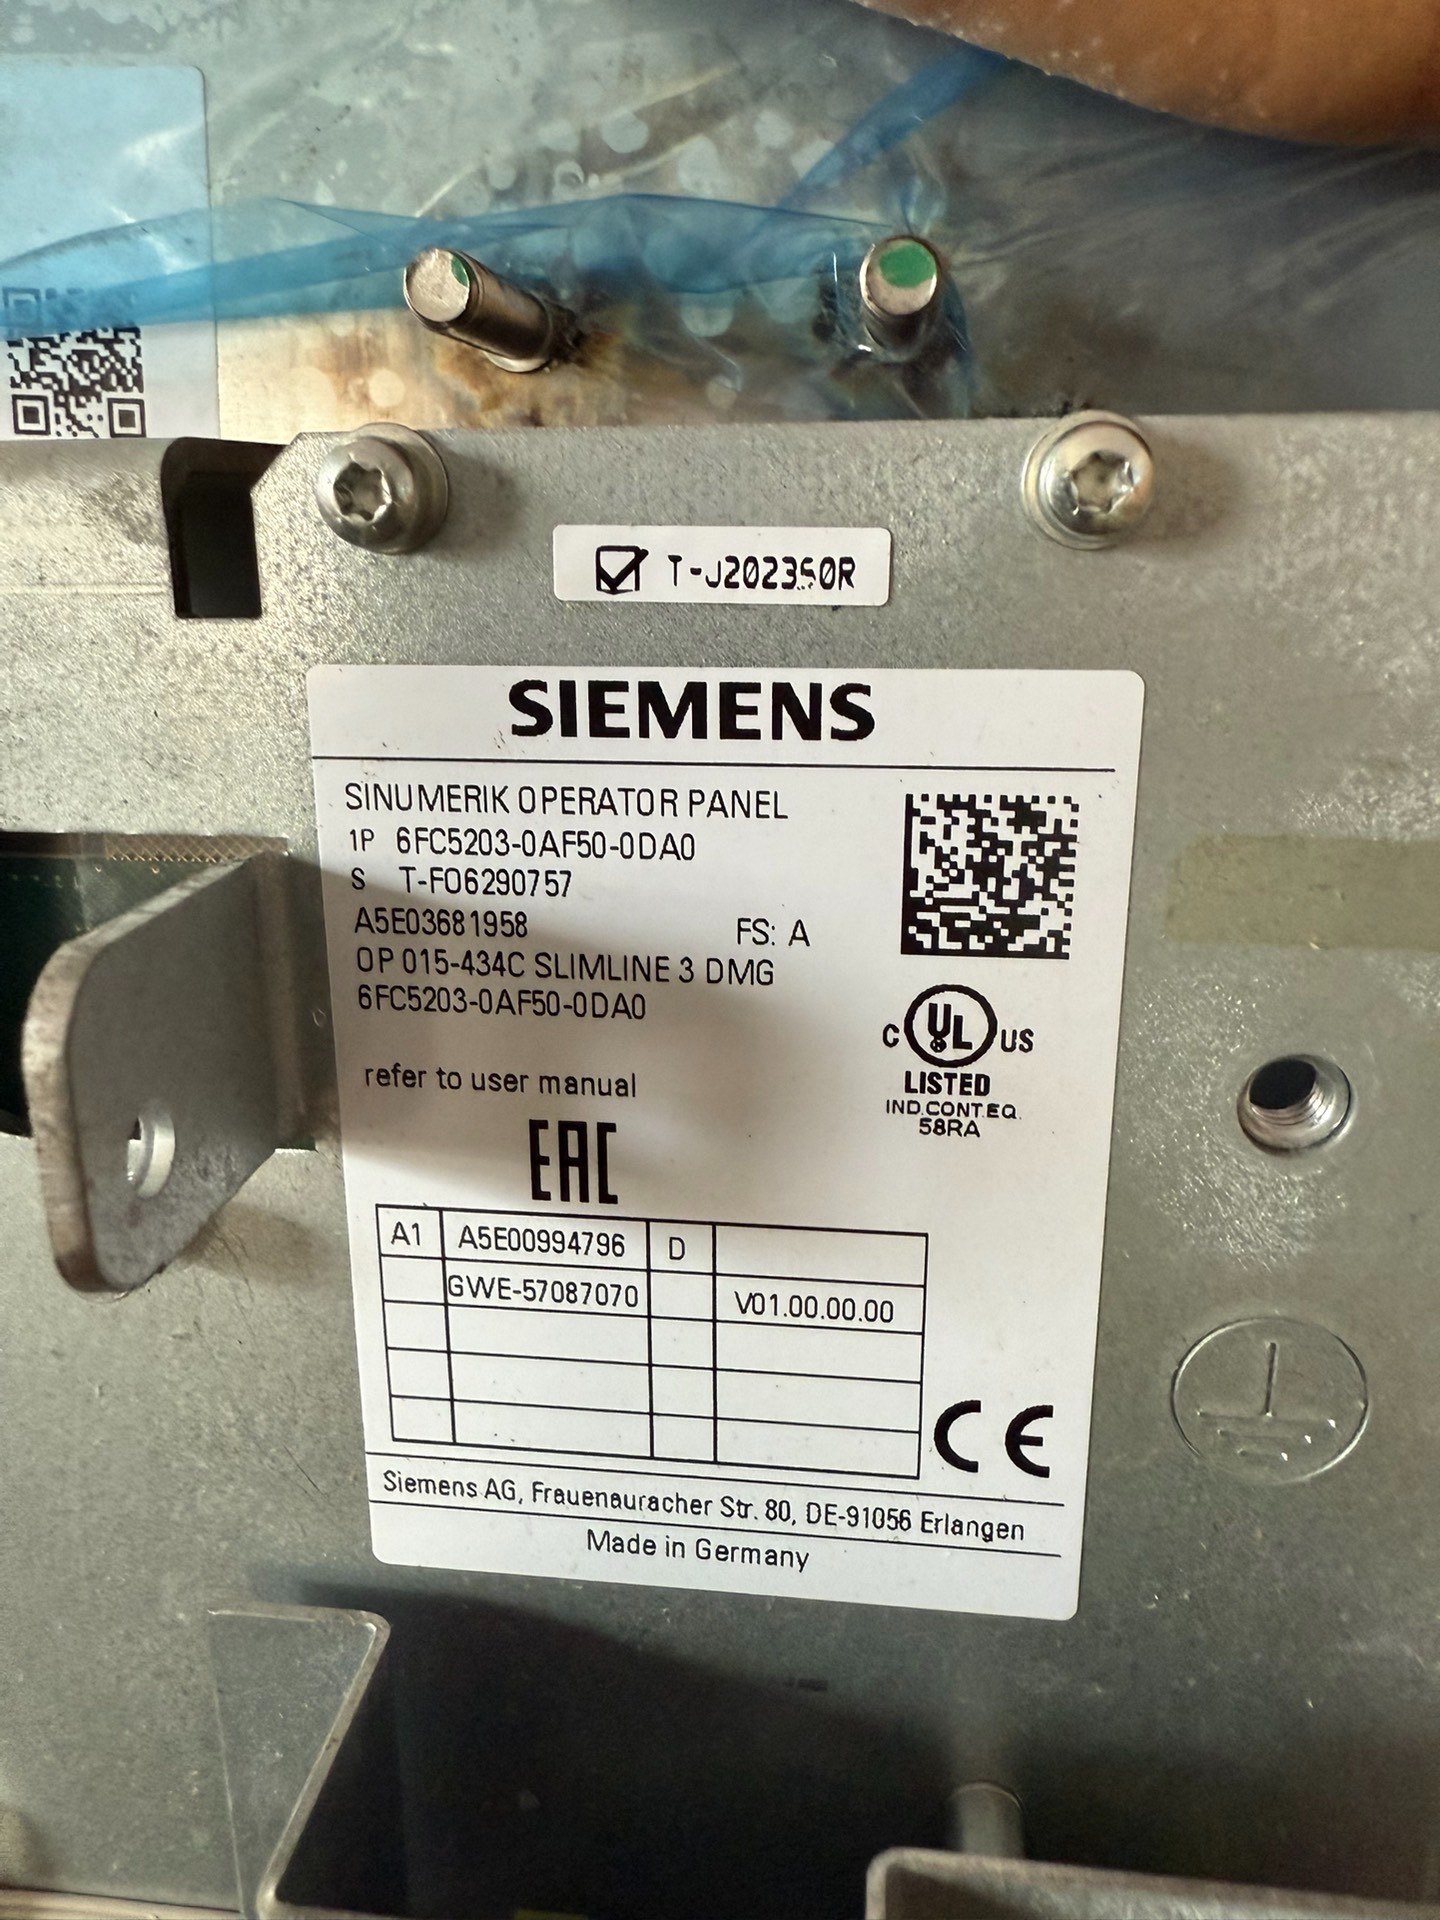 T-J202350R
SIEMENS
SINUMERIK OPERATOR PANEL
1P 6FC5203-0AF50-0DA0
S T-FO6290757
A5E03681958 FS: A
OP 015-434C SLIMLINE 3 DMG
6FC5203-0AF50-0DA0
refer to user manual
C UL US
LISTED
IND.CONT.EQ.
58RA
EAC
A1 A5E00994796 D
GWE-57087070 V01.00.00.00
CE
Siemens AG, Frauenauracher Str. 80, DE-91056 Erlangen
Made in Germany